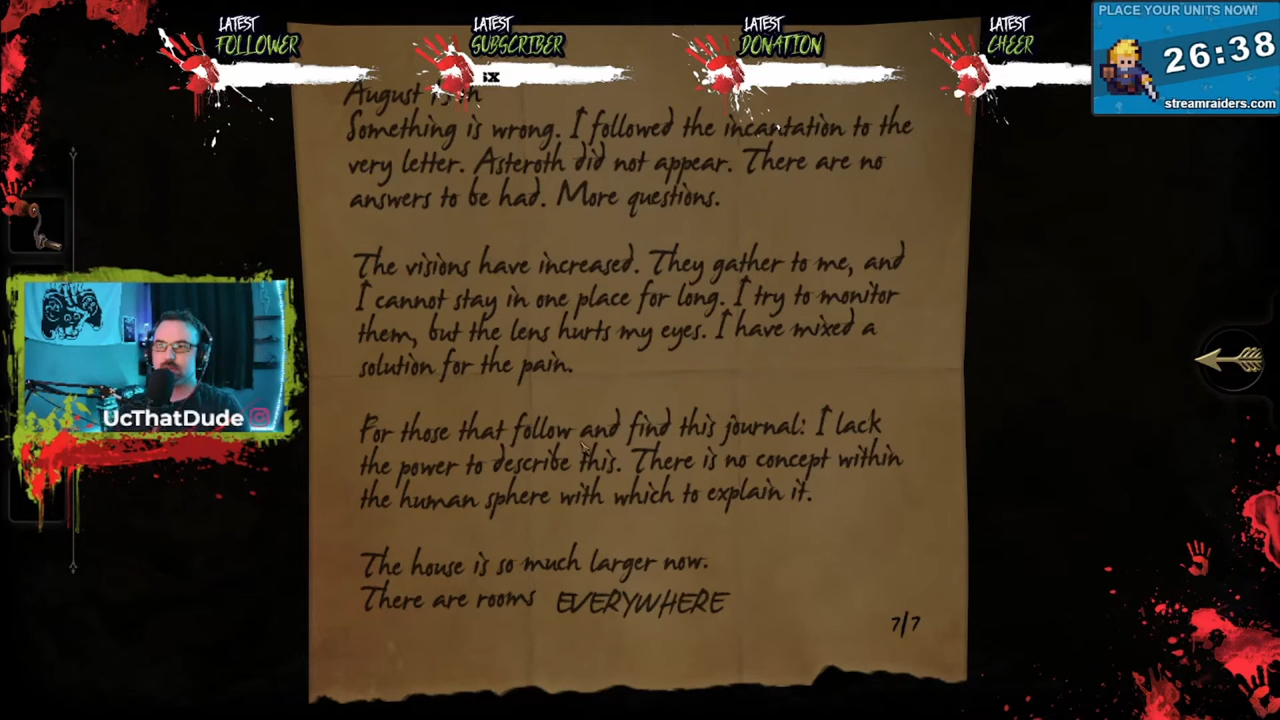 PLACE YOUR UNITS NOW!
LATEST
FOLLOWER
LATEST
SUBSCRIBER
LATEST
DONATION
LATEST
CHEER
26:38
streamraiders.com
August
Something is wrong. I followed the incantation to the
very letter. Asteroth did not appear. There are no
answers to be had. More questions.
The visions have increased. They gather to me, and
I cannot stay in one place for long. I try to monitor
them, but the lens hurts my eyes. I have mixed a
solution for the pain.
For those that follow and find this journal: I lack
the power to describe this. There is no concept within
the human sphere with which to explain it.
The house is so much larger now.
There are rooms EVERYWHERE
7/7
UcThatDude